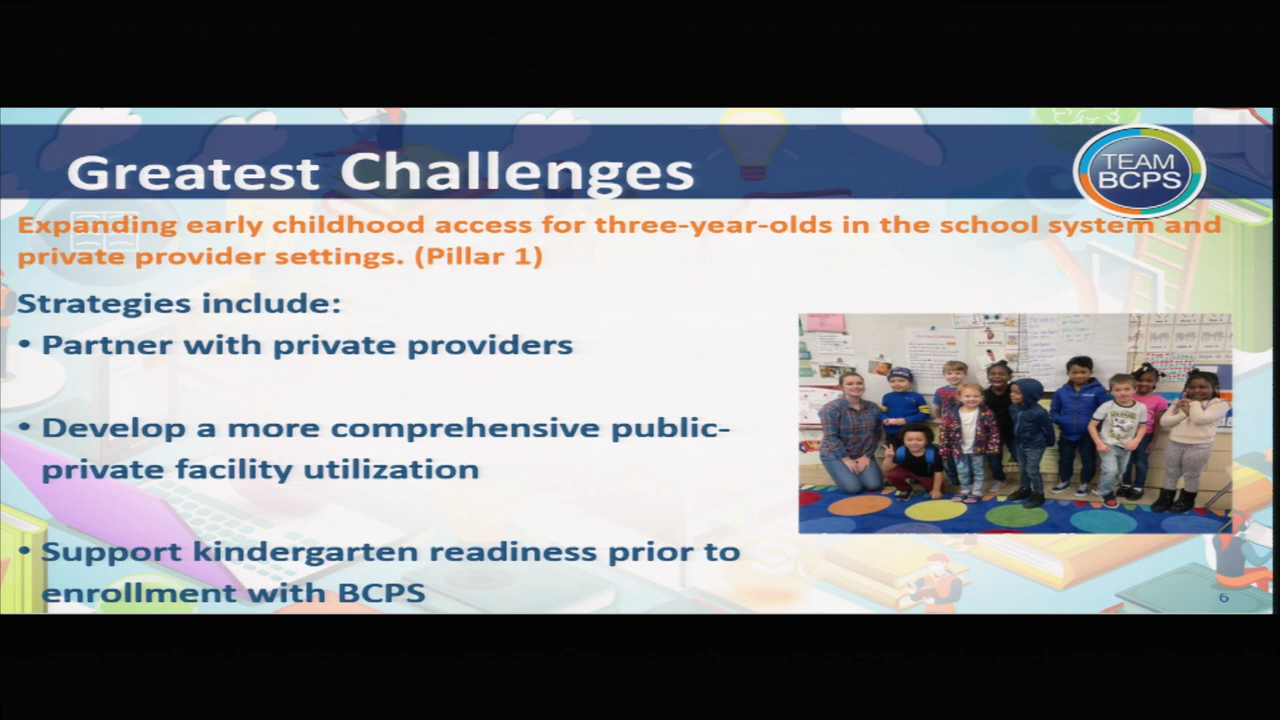 Greatest Challenges
TEAM
BCPS
Expanding early childhood access for three-year-olds in the school system and
private provider settings. (Pillar 1)
Strategies include:
• Partner with private providers
• Develop a more comprehensive public-
private facility utilization
• Support kindergarten readiness prior to
enrollment with BCPS
6